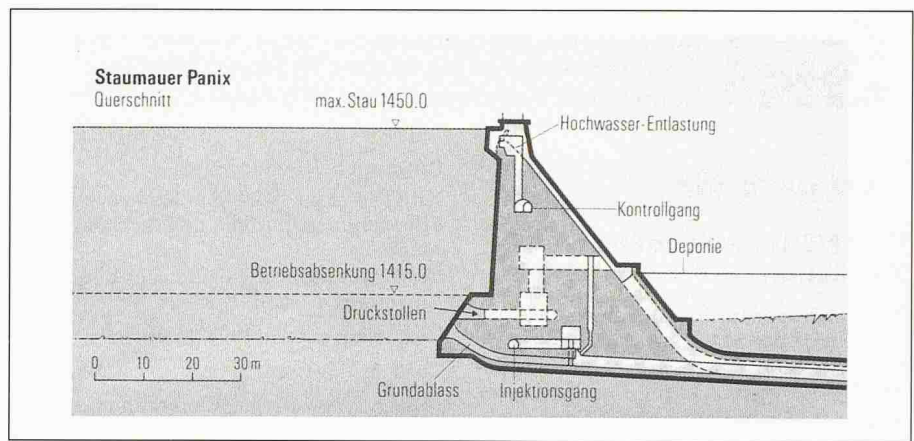 Staumauer Panix
Querschnitt
max. Stau 1450.0
Hochwasser-Entlastung
Kontrollgang
Deponie
Betriebsabsenkung 1415.0
Druckstollen
0 10 20 30 m
Grundablass
Injektionsgang